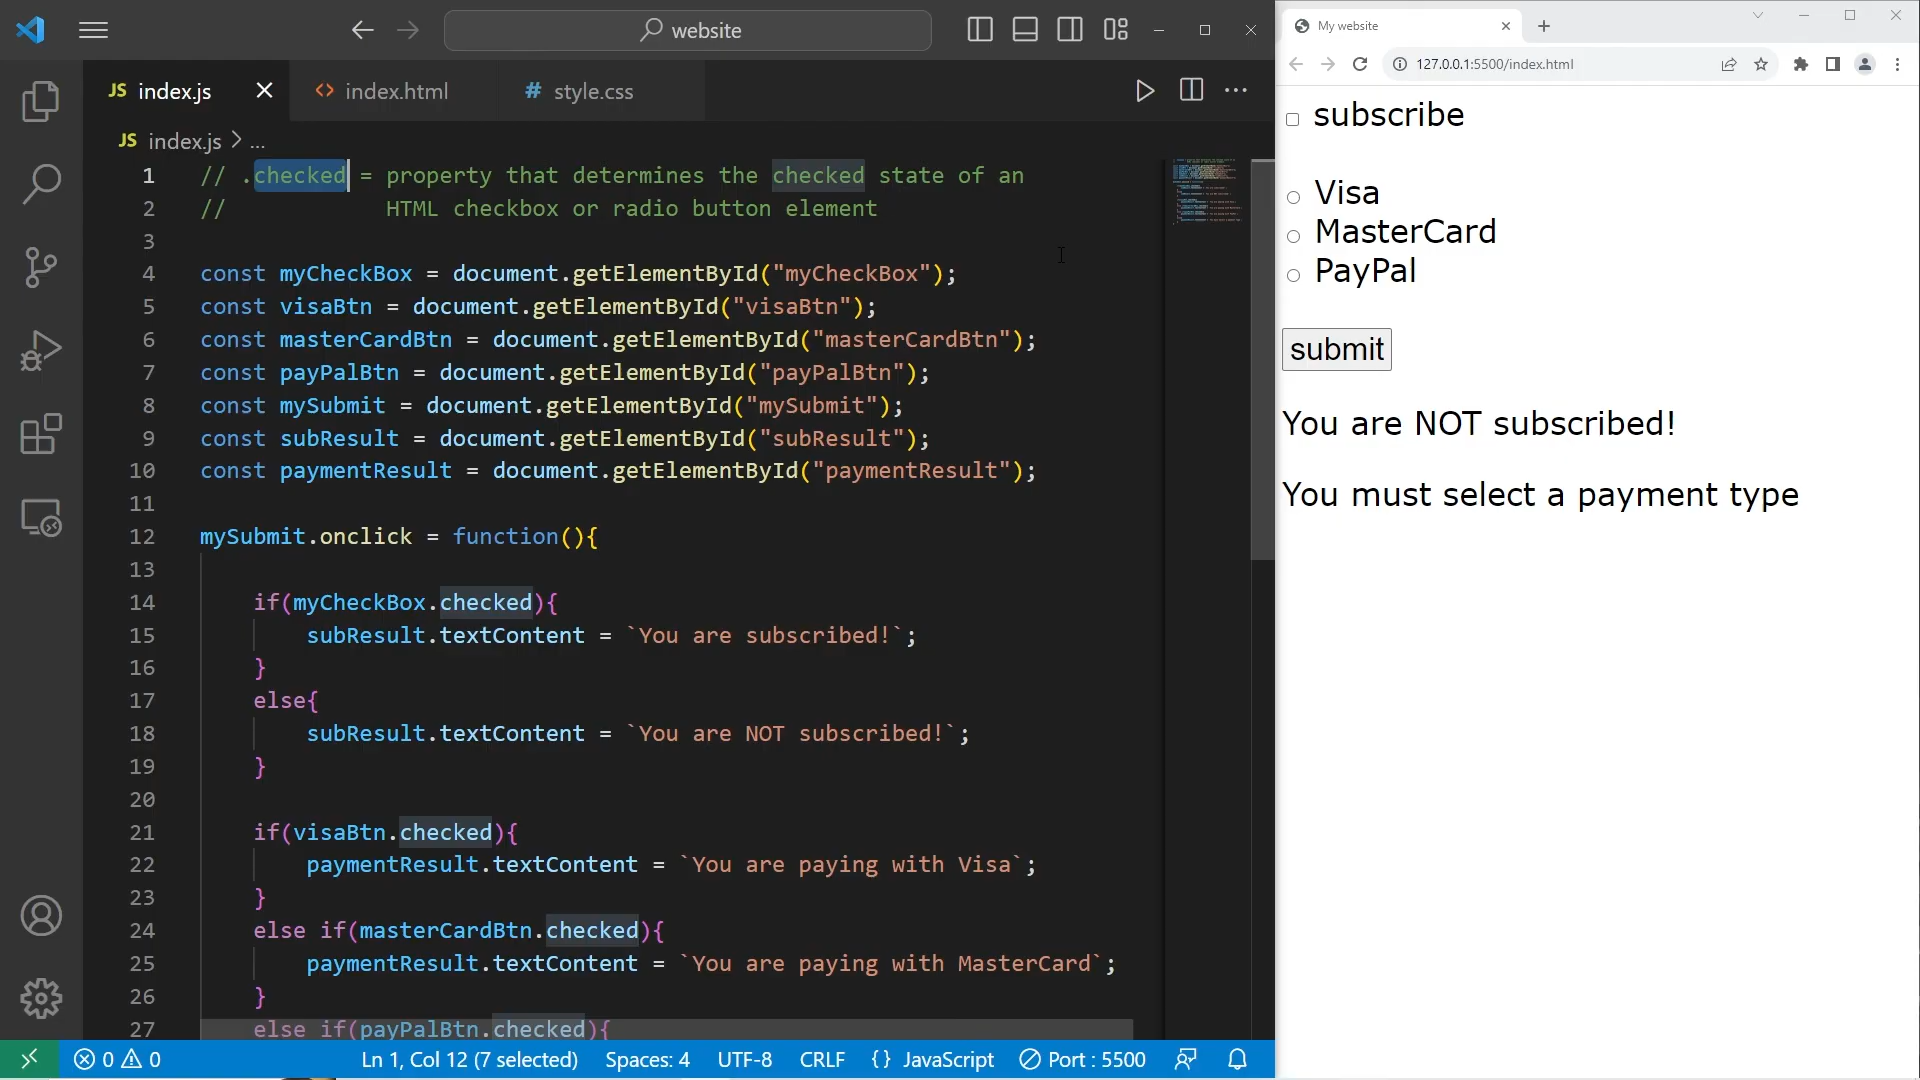 website
JS index.js
<> index.html
# style.css
JS index.js > ...
1 // .checked = property that determines the checked state of an
2 // HTML checkbox or radio button element
3
4 const myCheckBox = document.getElementById("myCheckBox");
5 const visaBtn = document.getElementById("visaBtn");
6 const masterCardBtn = document.getElementById("masterCardBtn");
7 const payPalBtn = document.getElementById("payPalBtn");
8 const mySubmit = document.getElementById("mySubmit");
9 const subResult = document.getElementById("subResult");
10 const paymentResult = document.getElementById("paymentResult");
11
12 mySubmit.onclick = function(){
13
14 if(myCheckBox.checked){
15 subResult.textContent = `You are subscribed!`;
16 }
17 else{
18 subResult.textContent = `You are NOT subscribed!`;
19 }
20
21 if(visaBtn.checked){
22 paymentResult.textContent = `You are paying with Visa`;
23 }
24 else if(masterCardBtn.checked){
25 paymentResult.textContent = `You are paying with MasterCard`;
26 }
27 else if(payPalBtn.checked){
0 0 Ln 1, Col 12 (7 selected) Spaces: 4 UTF-8 CRLF {} JavaScript Port : 5500
My website
127.0.0.1:5500/index.html
subscribe
Visa
MasterCard
PayPal
submit
You are NOT subscribed!
You must select a payment type